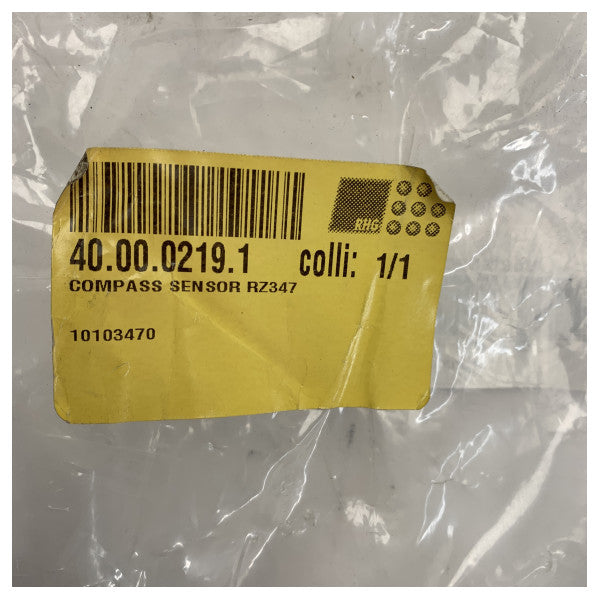 RHG
40.00.0219.1 colli: 1/1
COMPASS SENSOR RZ347
10103470